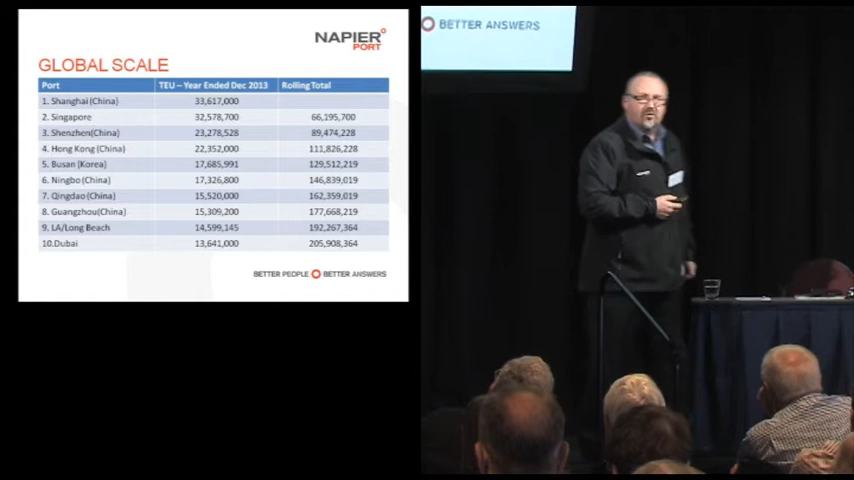 NAPIER
PORT
GLOBAL SCALE
Port TEU – Year Ended Dec 2013 Rolling Total
1. Shanghai (China) 33,617,000
2. Singapore 32,578,700 66,195,700
3. Shenzhen(China) 23,278,528 89,474,228
4. Hong Kong (China) 22,352,000 111,826,228
5. Busan (Korea) 17,685,991 129,512,219
6. Ningbo (China) 17,326,800 146,839,019
7. Qingdao (China) 15,520,000 162,359,019
8. Guangzhou(China) 15,309,200 177,668,219
9. LA/Long Beach 14,599,145 192,267,364
10.Dubai 13,641,000 205,908,364
BETTER PEOPLE BETTER ANSWERS
BETTER ANSWERS